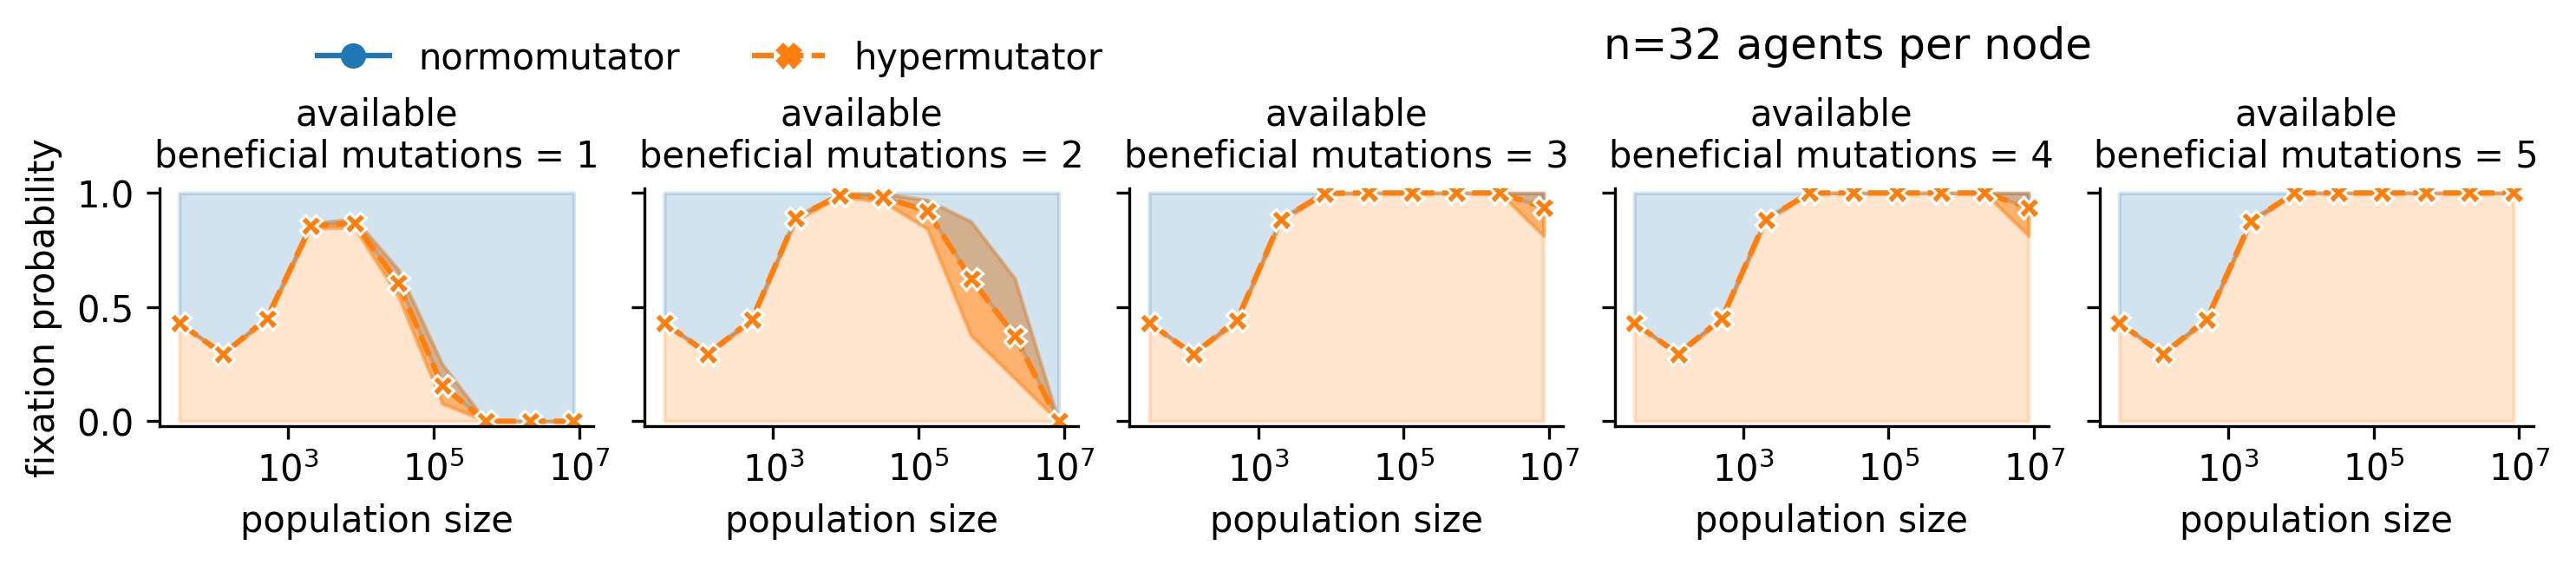 normomutator
hypermutator
n=32 agents per node
available
beneficial mutations = 1
available
beneficial mutations = 2
available
beneficial mutations = 3
available
beneficial mutations = 4
available
beneficial mutations = 5
fixation probability
1.0
0.5
0.0
10³ 10⁵ 10⁷
10³ 10⁵ 10⁷
10³ 10⁵ 10⁷
10³ 10⁵ 10⁷
10³ 10⁵ 10⁷
population size
population size
population size
population size
population size